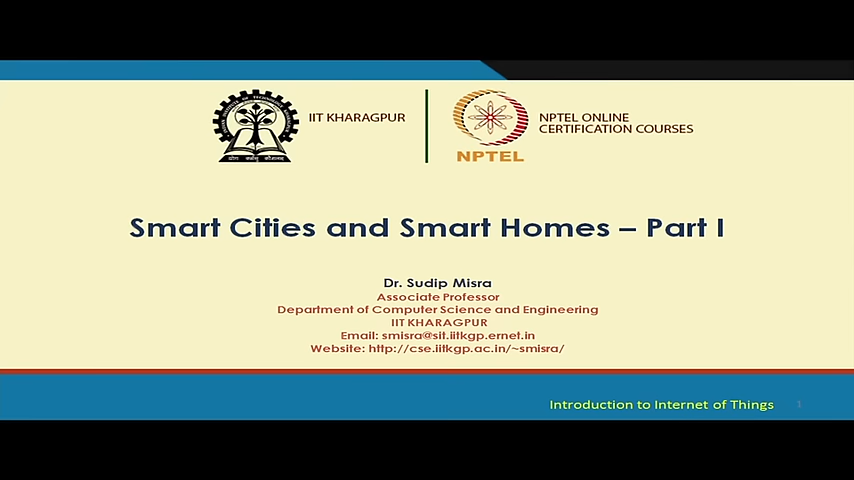 IIT KHARAGPUR
NPTEL ONLINE
CERTIFICATION COURSES
NPTEL
Smart Cities and Smart Homes – Part I
Dr. Sudip Misra
Associate Professor
Department of Computer Science and Engineering
IIT KHARAGPUR
Email: smisra@sit.iitkgp.ernet.in
Website: http://cse.iitkgp.ac.in/~smisra/
Introduction to Internet of Things
1